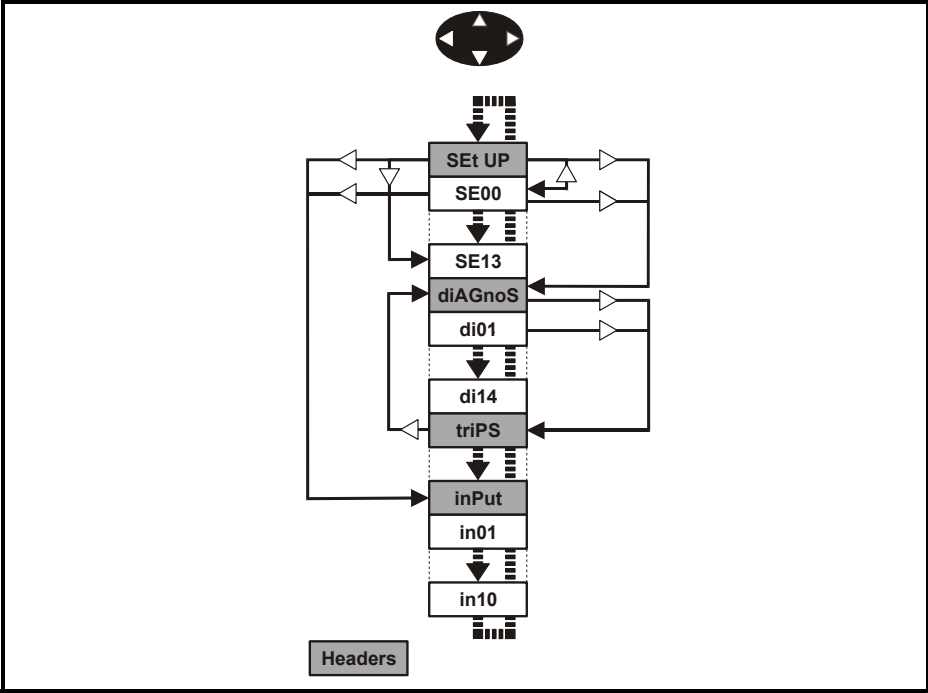 SEt UP
SE00
SE13
diAGnoS
di01
di14
triPS
inPut
in01
in10
Headers